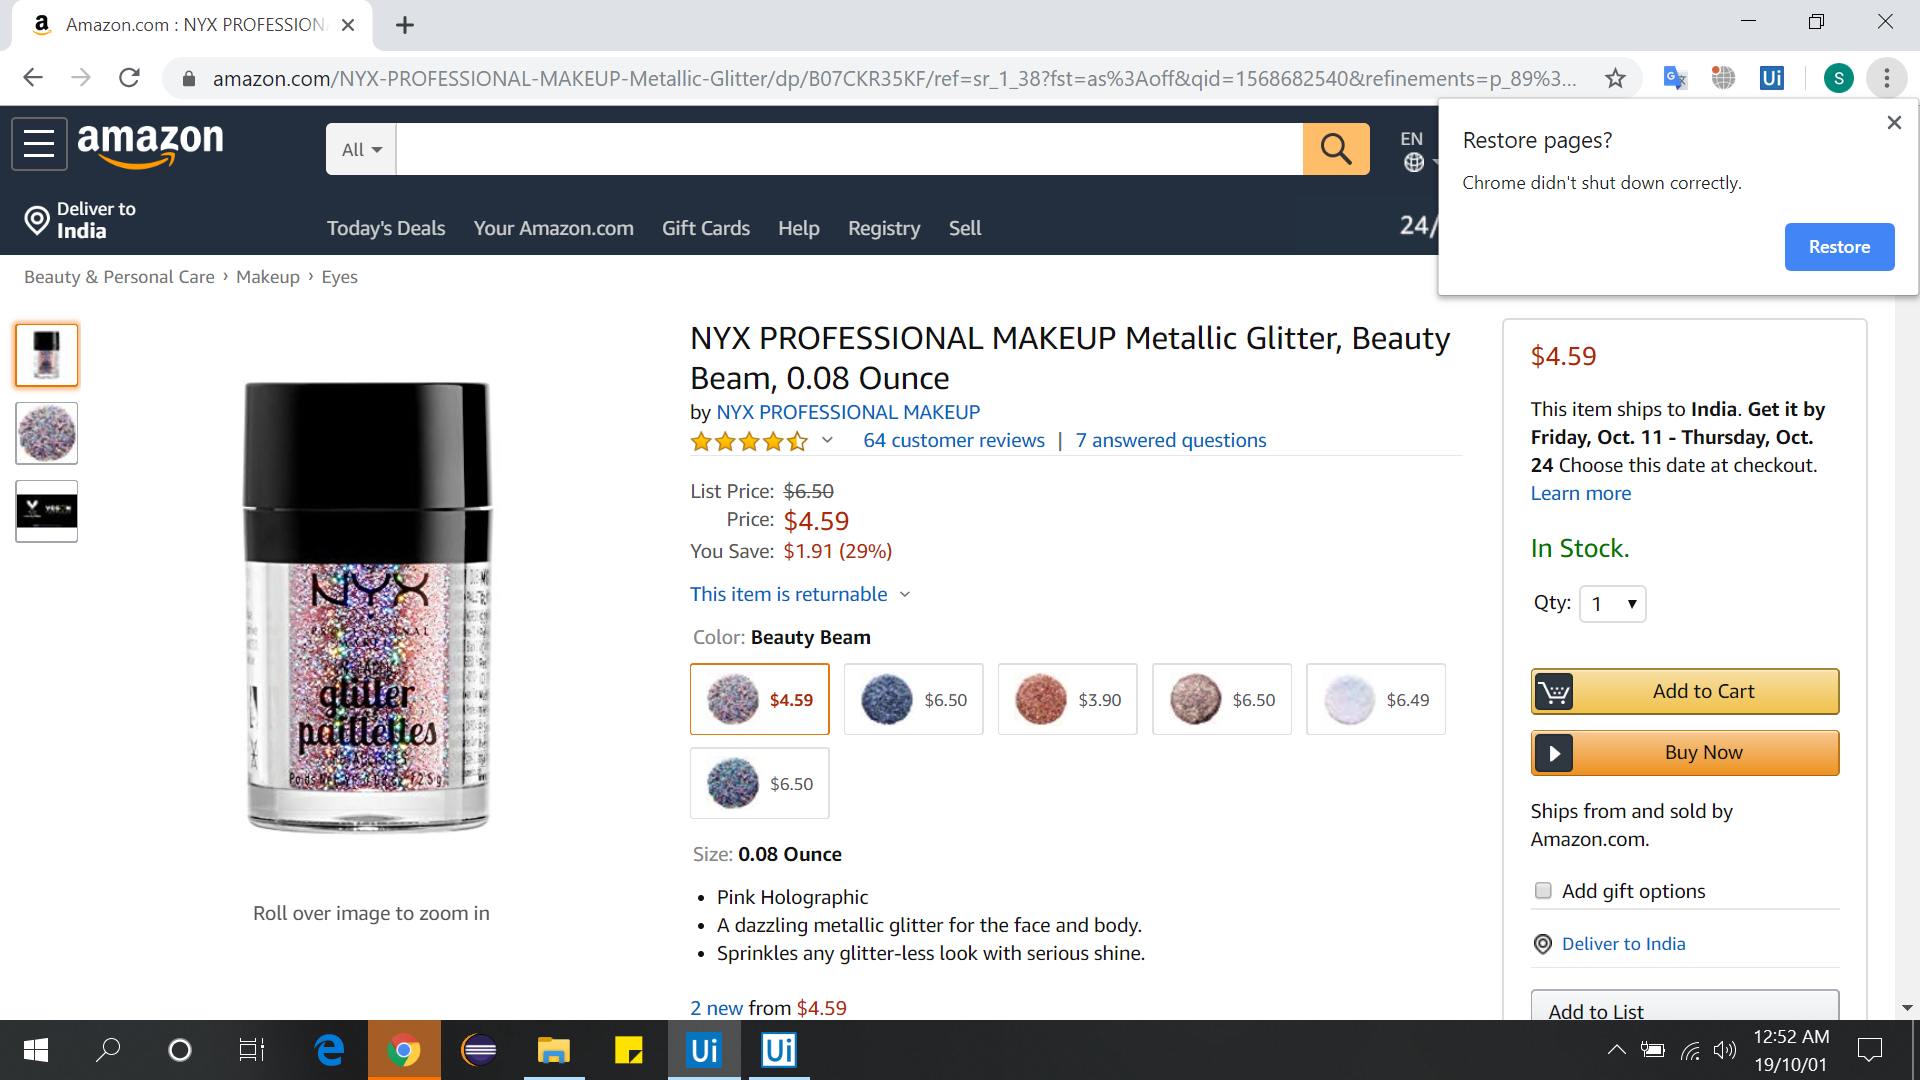 Amazon.com : NYX PROFESSION
amazon.com/NYX-PROFESSIONAL-MAKEUP-Metallic-Glitter/dp/B07CKR35KF/ref=sr_1_38?fst=as%3Aoff&qid=1568682540&refinements=p_89%3...
Ui
S
Restore pages?
Chrome didn't shut down correctly.
Restore
amazon
All
EN
Deliver to
India
Today's Deals
Your Amazon.com
Gift Cards
Help
Registry
Sell
24/
Beauty & Personal Care › Makeup › Eyes
NYX
glitter
paillettes
Roll over image to zoom in
NYX PROFESSIONAL MAKEUP Metallic Glitter, Beauty
Beam, 0.08 Ounce
by NYX PROFESSIONAL MAKEUP
64 customer reviews | 7 answered questions
List Price: $6.50
Price: $4.59
You Save: $1.91 (29%)
This item is returnable
Color: Beauty Beam
$4.59
$6.50
$3.90
$6.50
$6.49
$6.50
Size: 0.08 Ounce
• Pink Holographic
• A dazzling metallic glitter for the face and body.
• Sprinkles any glitter-less look with serious shine.
2 new from $4.59
$4.59
This item ships to India. Get it by
Friday, Oct. 11 - Thursday, Oct.
24 Choose this date at checkout.
Learn more
In Stock.
Qty: 1
Add to Cart
Buy Now
Ships from and sold by
Amazon.com.
Add gift options
Deliver to India
Add to List
Ui
Ui
12:52 AM
19/10/01